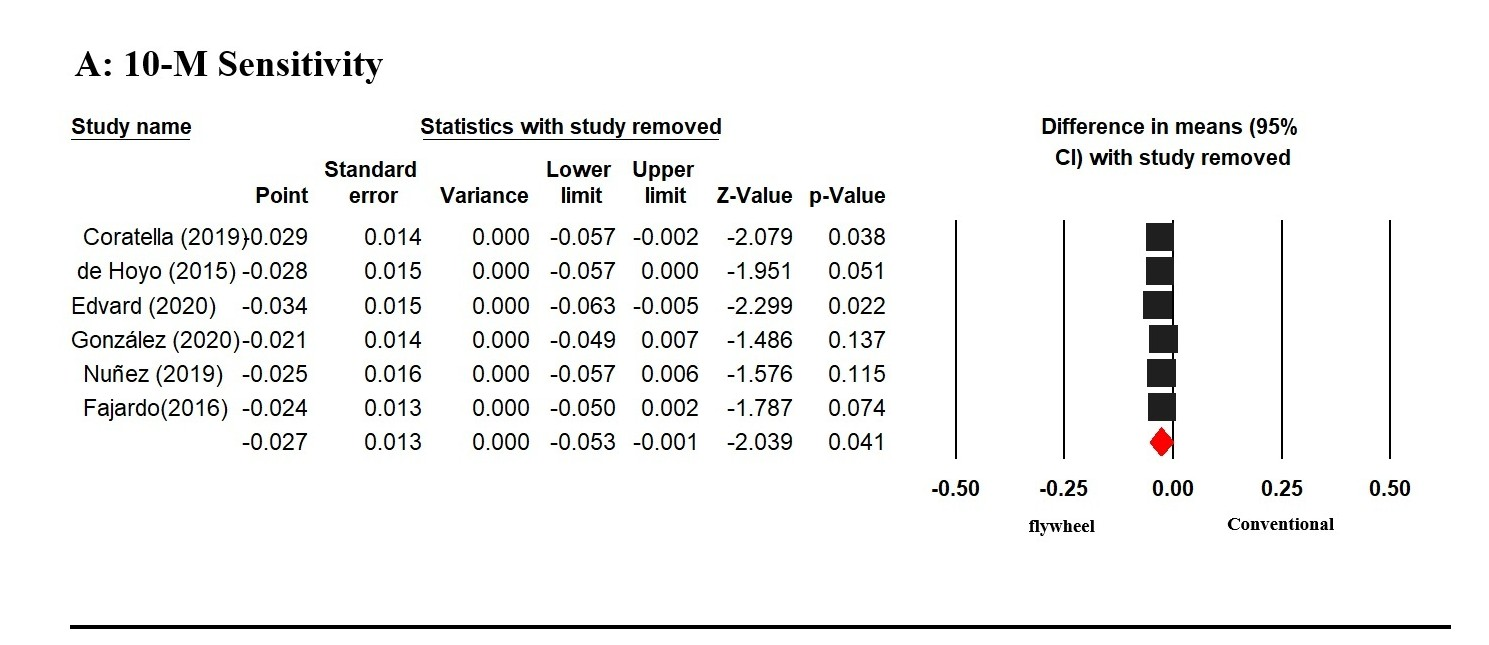 A: 10-M Sensitivity
Study name Statistics with study removed Difference in means (95%
CI) with study removed
Standard Lower Upper
Point error Variance limit limit Z-Value p-Value
Coratella (2019) -0.029 0.014 0.000 -0.057 -0.002 -2.079 0.038
de Hoyo (2015) -0.028 0.015 0.000 -0.057 0.000 -1.951 0.051
Edvard (2020) -0.034 0.015 0.000 -0.063 -0.005 -2.299 0.022
González (2020) -0.021 0.014 0.000 -0.049 0.007 -1.486 0.137
Nuñez (2019) -0.025 0.016 0.000 -0.057 0.006 -1.576 0.115
Fajardo(2016) -0.024 0.013 0.000 -0.050 0.002 -1.787 0.074
-0.027 0.013 0.000 -0.053 -0.001 -2.039 0.041
-0.50 -0.25 0.00 0.25 0.50
flywheel Conventional